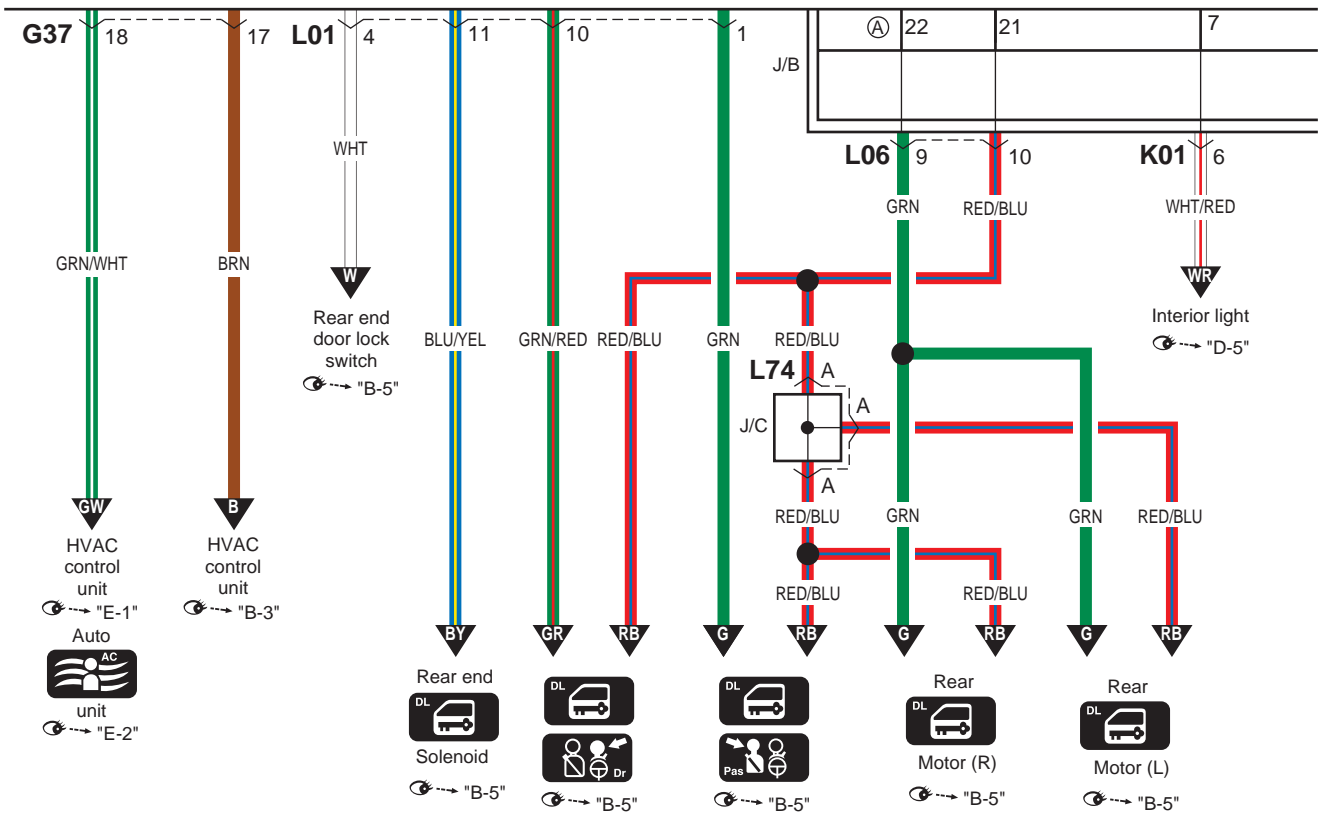 G37 18 17 L01 4 11 10 1 A 22 21 7
J/B
WHT
L06 9 10 K01 6
GRN RED/BLU WHT/RED
GRN/WHT BRN
W WR
Rear end
door lock
switch
"B-5"
Interior light
"D-5"
BLU/YEL GRN/RED RED/BLU GRN RED/BLU
L74 A
A
J/C
A
RED/BLU GRN GRN RED/BLU
GW B
HVAC
control
unit
"E-1"
HVAC
control
unit
"B-3"
RED/BLU RED/BLU
Auto
AC
unit
"E-2"
BY GR RB G RB G RB G RB
Rear end
DL
Solenoid
"B-5"
DL
Dr
"B-5"
DL
Pas
"B-5"
Rear
DL
Motor (R)
"B-5"
Rear
DL
Motor (L)
"B-5"